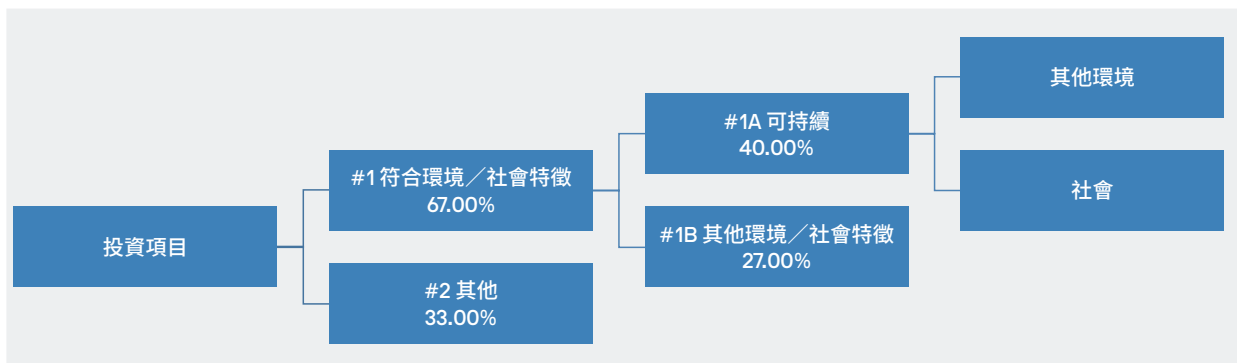 投資項目
#1 符合環境／社會特徵
67.00%
#2 其他
33.00%
#1A 可持續
40.00%
#1B 其他環境／社會特徵
27.00%
其他環境
社會